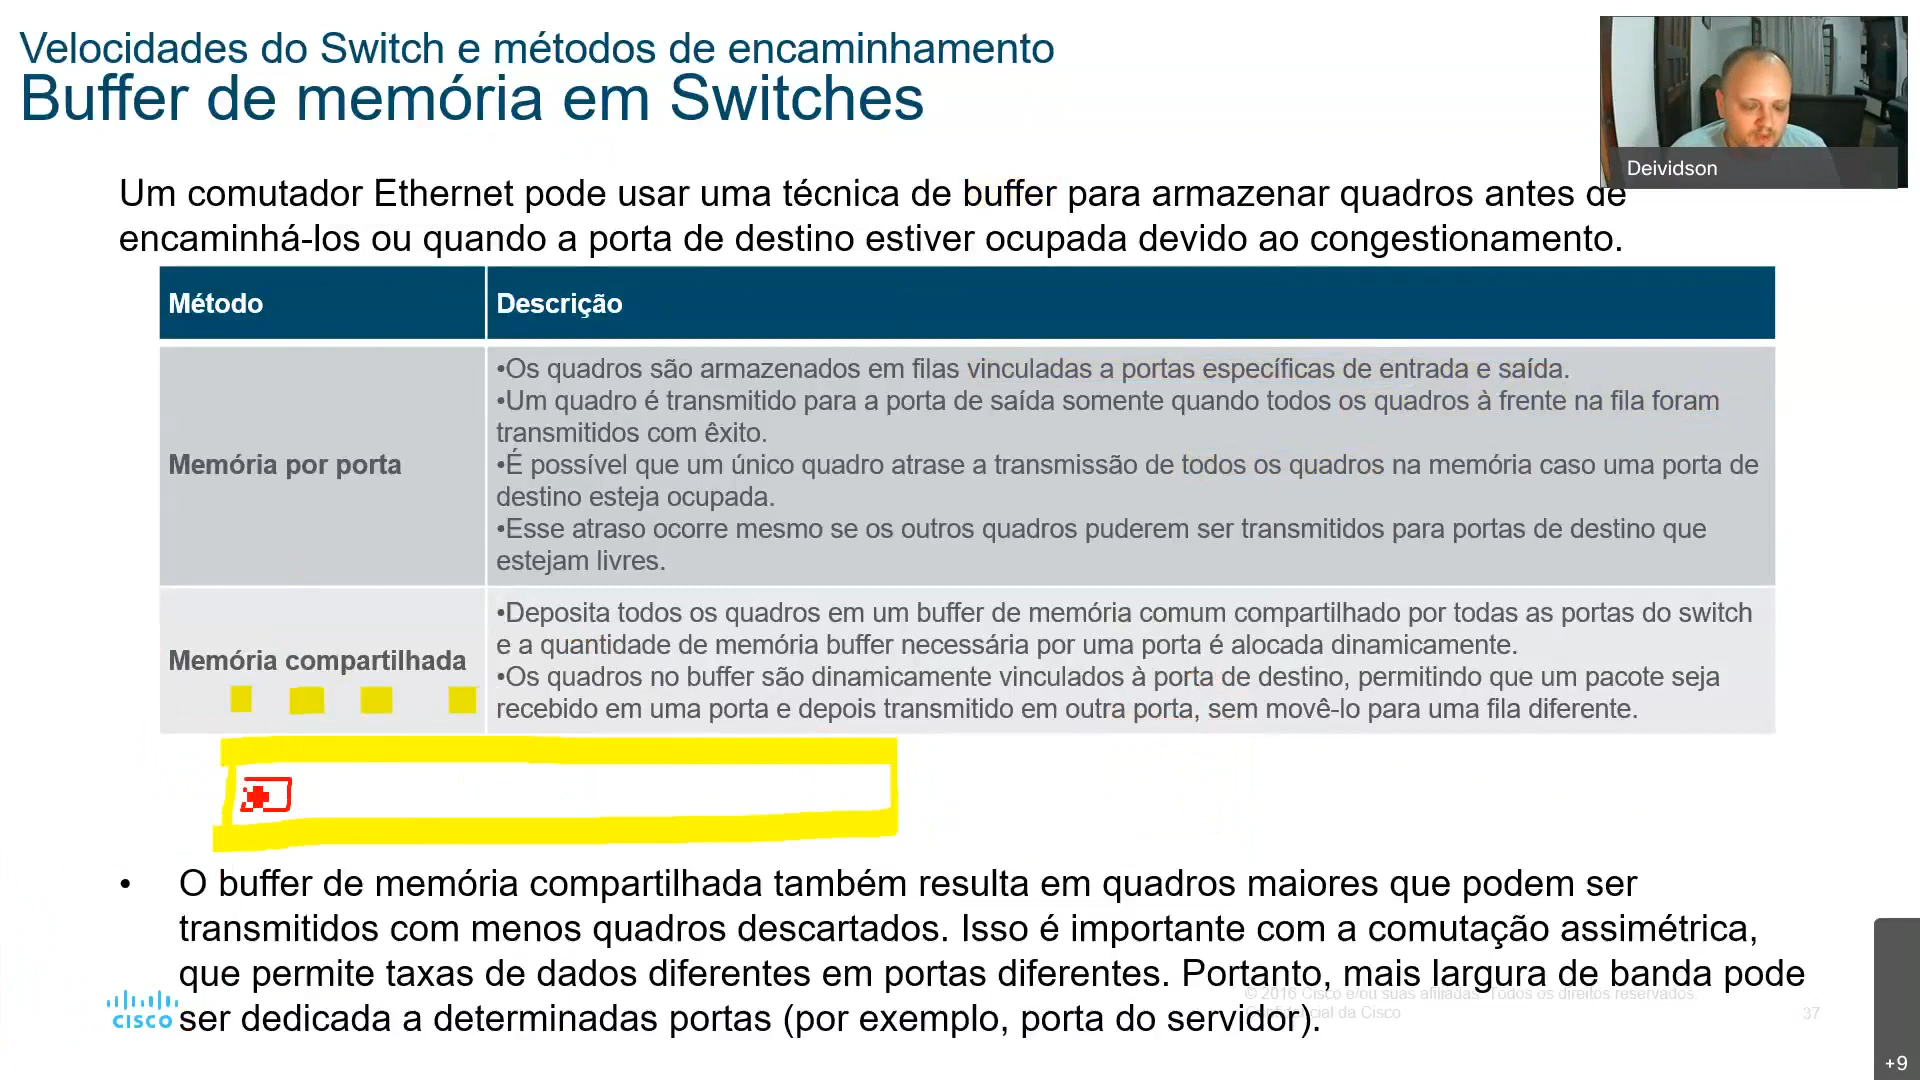 Velocidades do Switch e métodos de encaminhamento
Buffer de memória em Switches
Deividson
Um comutador Ethernet pode usar uma técnica de buffer para armazenar quadros antes de
encaminhá-los ou quando a porta de destino estiver ocupada devido ao congestionamento.
Método
Descrição
Memória por porta
•Os quadros são armazenados em filas vinculadas a portas específicas de entrada e saída.
•Um quadro é transmitido para a porta de saída somente quando todos os quadros à frente na fila foram
transmitidos com êxito.
•É possível que um único quadro atrase a transmissão de todos os quadros na memória caso uma porta de
destino esteja ocupada.
•Esse atraso ocorre mesmo se os outros quadros puderem ser transmitidos para portas de destino que
estejam livres.
Memória compartilhada
•Deposita todos os quadros em um buffer de memória comum compartilhado por todas as portas do switch
e a quantidade de memória buffer necessária por uma porta é alocada dinamicamente.
•Os quadros no buffer são dinamicamente vinculados à porta de destino, permitindo que um pacote seja
recebido em uma porta e depois transmitido em outra porta, sem movê-lo para uma fila diferente.
• O buffer de memória compartilhada também resulta em quadros maiores que podem ser
transmitidos com menos quadros descartados. Isso é importante com a comutação assimétrica,
que permite taxas de dados diferentes em portas diferentes. Portanto, mais largura de banda pode
ser dedicada a determinadas portas (por exemplo, porta do servidor).
CISCO
© 2016 Cisco e/ou suas afiliadas. Todos os direitos reservados.
da Cisco
37
+9